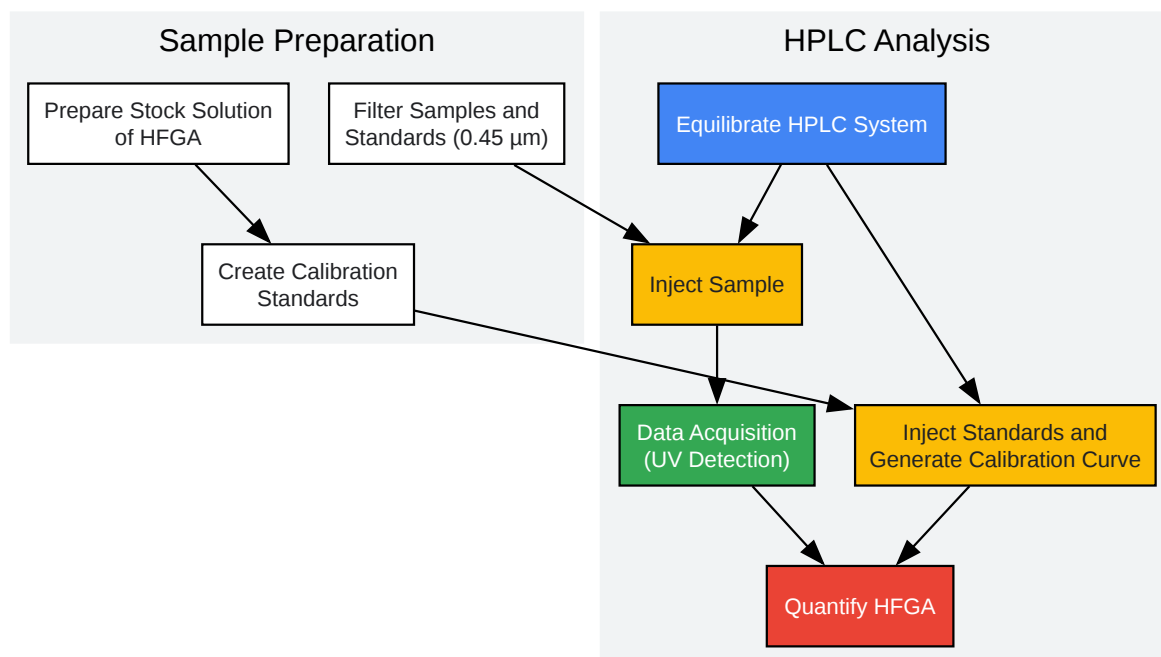 Sample Preparation
HPLC Analysis
Prepare Stock Solution
of HFGA
Filter Samples and
Standards (0.45 µm)
Equilibrate HPLC System
Create Calibration
Standards
Inject Sample
Data Acquisition
(UV Detection)
Inject Standards and
Generate Calibration Curve
Quantify HFGA